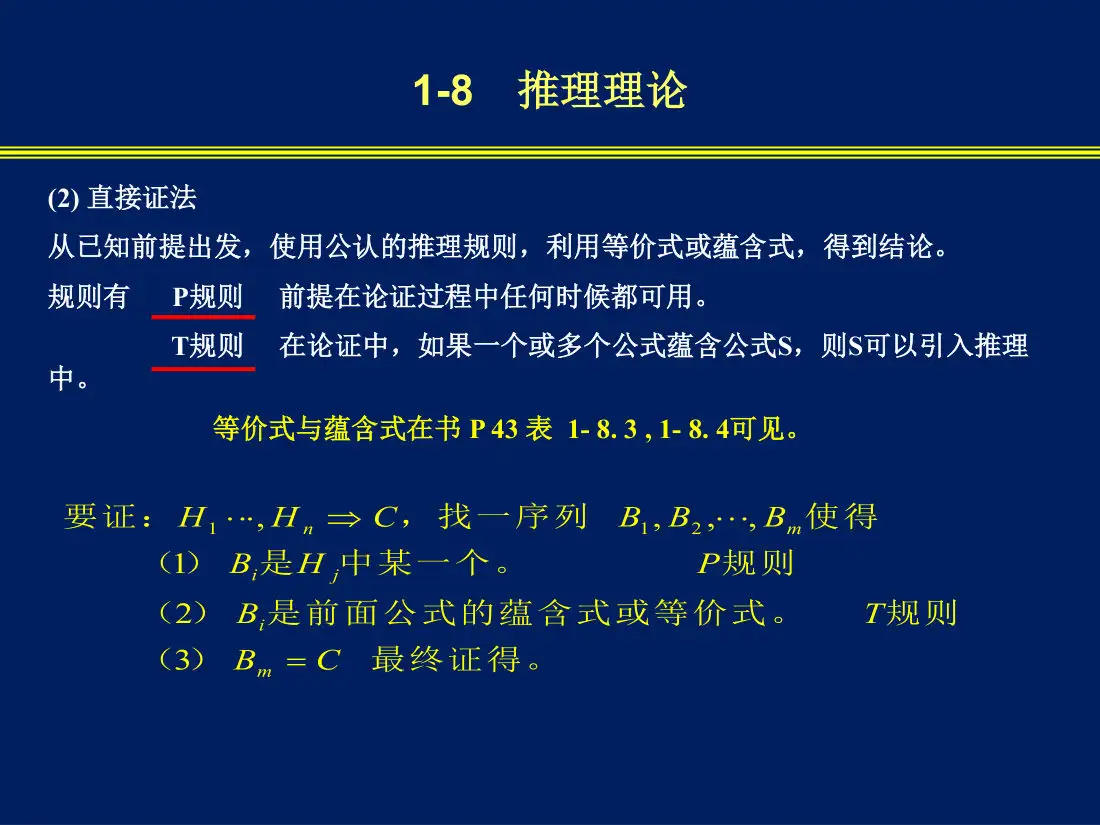 1-8 推理理论
(2) 直接证法
从已知前提出发，使用公认的推理规则，利用等价式或蕴含式，得到结论。
规则有 P规则 前提在论证过程中任何时候都可用。
T规则 在论证中，如果一个或多个公式蕴含公式S，则S可以引入推理
中。
等价式与蕴含式在书 P 43 表 1- 8. 3 , 1- 8. 4可见。
要证：H₁⋯, Hₙ ⇒ C，找一序列 B₁, B₂,⋯, Bₘ使得
（1） Bᵢ是Hⱼ中某一个。 P规则
（2） Bᵢ是前面公式的蕴含式或等价式。 T规则
（3） Bₘ = C 最终证得。